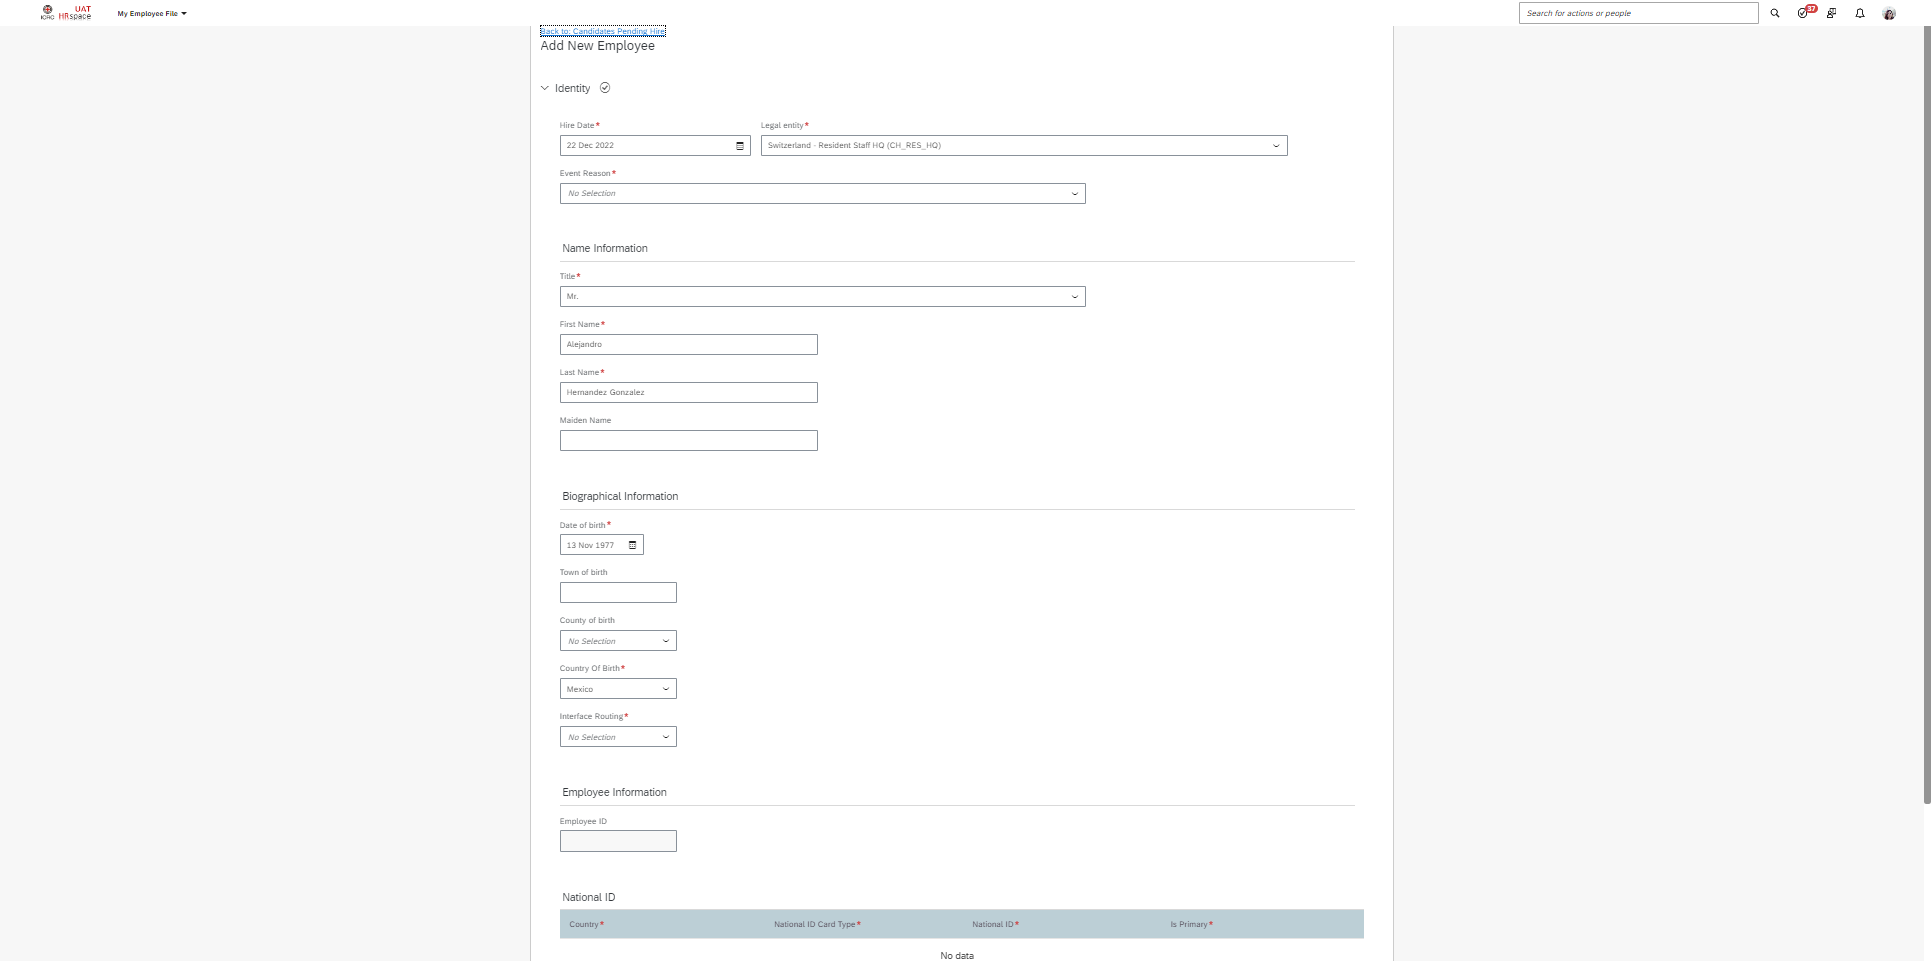 ICRC
UAT
HRspace
My Employee File
Search for actions or people
37
Back to: Candidates Pending Hire
Add New Employee
Identity
Hire Date*
Legal entity*
22 Dec 2022
Switzerland - Resident Staff HQ (CH_RES_HQ)
Event Reason*
No Selection
Name Information
Title*
Mr.
First Name*
Alejandro
Last Name*
Hernandez Gonzalez
Maiden Name
Biographical Information
Date of birth*
13 Nov 1977
Town of birth
County of birth
No Selection
Country Of Birth*
Mexico
Interface Routing*
No Selection
Employee Information
Employee ID
National ID
Country*
National ID Card Type*
National ID*
Is Primary*
No data